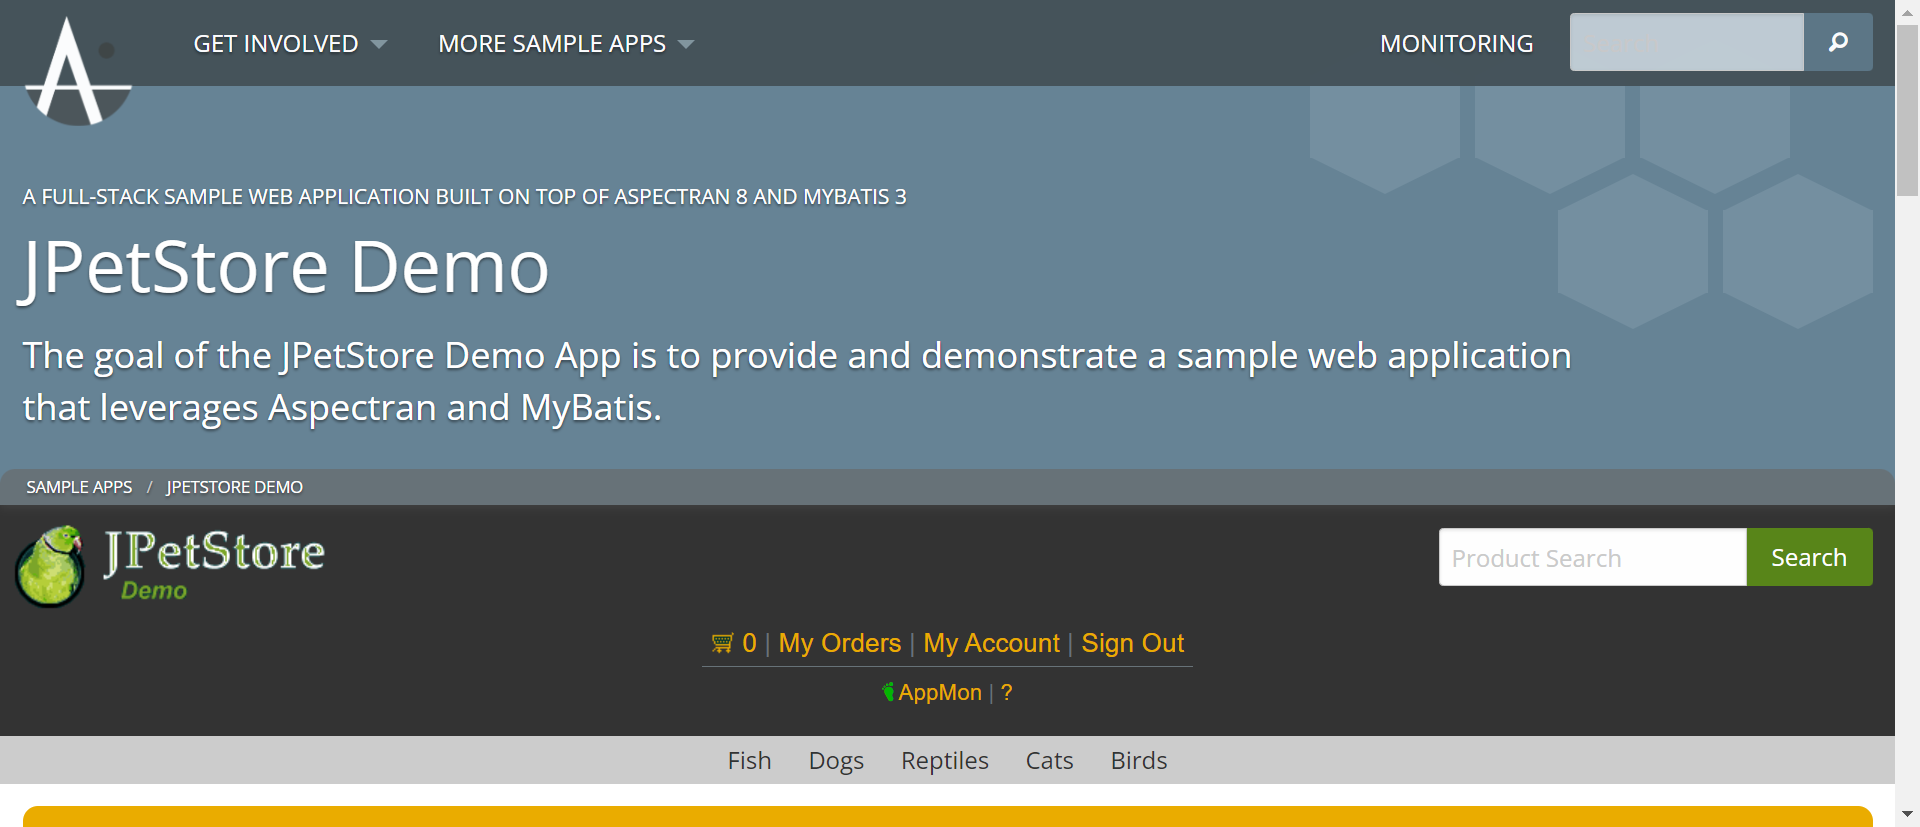 GET INVOLVED MORE SAMPLE APPS MONITORING
A FULL-STACK SAMPLE WEB APPLICATION BUILT ON TOP OF ASPECTRAN 8 AND MYBATIS 3
JPetStore Demo
The goal of the JPetStore Demo App is to provide and demonstrate a sample web application
that leverages Aspectran and MyBatis.
SAMPLE APPS / JPETSTORE DEMO
JPetStore
Demo
Product Search Search
0 | My Orders | My Account | Sign Out
AppMon | ?
Fish Dogs Reptiles Cats Birds